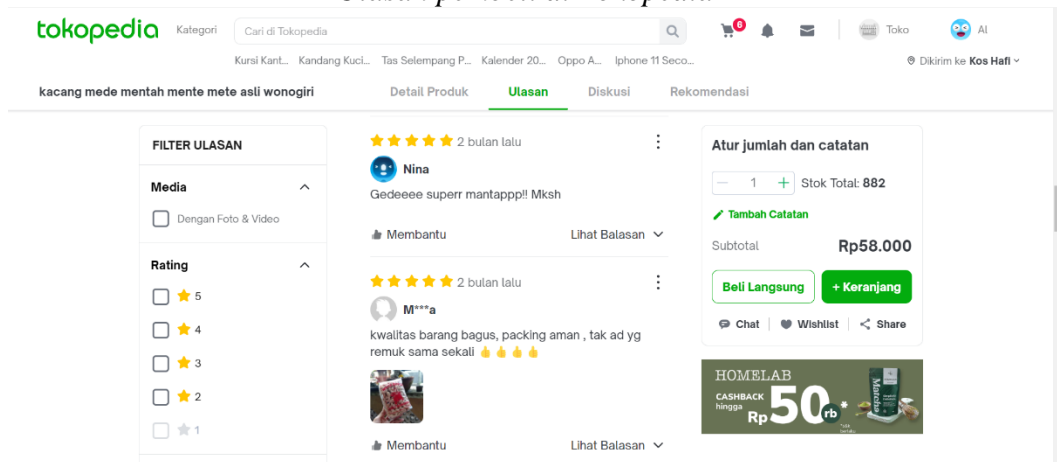 tokopedia Kategori Cari di Tokopedia 6 Toko Al
Kursi Kant... Kandang Kuci... Tas Selempang P... Kalender 20... Oppo A... Iphone 11 Seco... Dikirim ke Kos Hafl
kacang mede mentah mente mete asli wonogiri Detail Produk Ulasan Diskusi Rekomendasi
FILTER ULASAN
Media
Dengan Foto & Video
Rating
5
4
3
2
1
2 bulan lalu
Nina
Gedeeee superr mantappp!! Mksh
Membantu Lihat Balasan
2 bulan lalu
M***a
kwalitas barang bagus, packing aman , tak ad yg
remuk sama sekali 👍 👍 👍 👍
Membantu Lihat Balasan
Atur jumlah dan catatan
1 Stok Total: 882
Tambah Catatan
Subtotal Rp58.000
Beli Langsung + Keranjang
Chat Wishlist Share
HOMELAB
CASHBACK
hingga Rp50rb*
Matcha